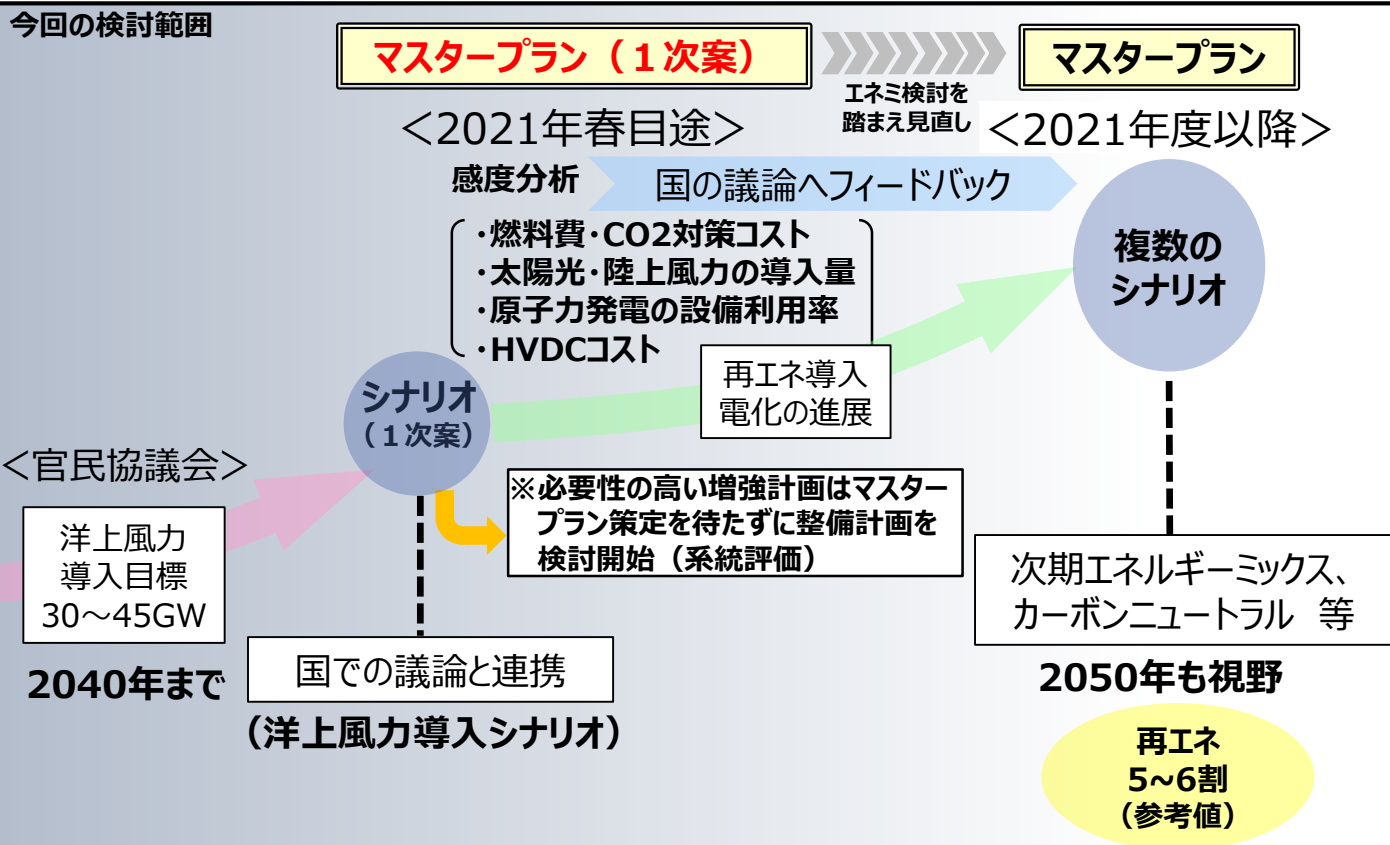 今回の検討範囲
マスタープラン（１次案）
マスタープラン
エネミ検討を
踏まえ見直し
＜2021年春目途＞
＜2021年度以降＞
感度分析
国の議論へフィードバック
・燃料費・CO2対策コスト
・太陽光・陸上風力の導入量
・原子力発電の設備利用率
・HVDCコスト
複数の
シナリオ
再エネ導入
電化の進展
シナリオ
（１次案）
＜官民協議会＞
洋上風力
導入目標
30～45GW
2040年まで
※必要性の高い増強計画はマスター
プラン策定を待たずに整備計画を
検討開始（系統評価）
国での議論と連携
（洋上風力導入シナリオ）
次期エネルギーミックス、
カーボンニュートラル　等
2050年も視野
再エネ
5~6割
（参考値）